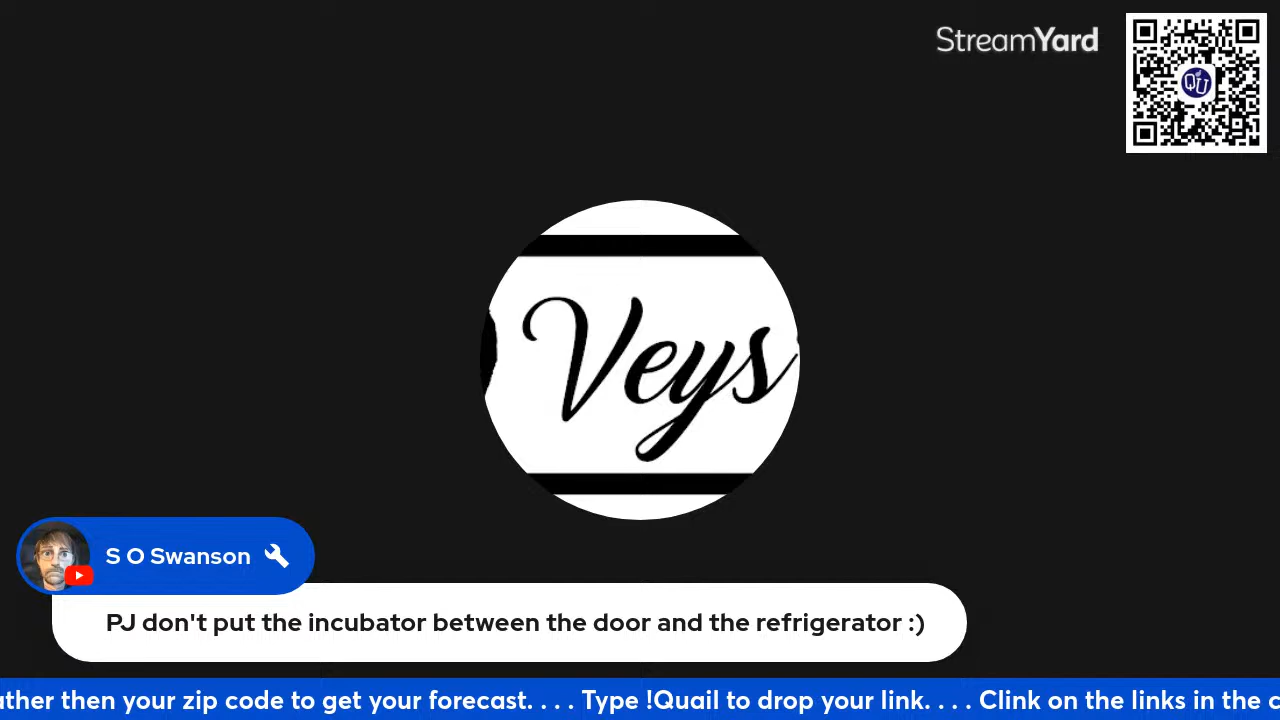 StreamYard
QU
Veys
S O Swanson
PJ don't put the incubator between the door and the refrigerator :)
ather then your zip code to get your forecast. . . . Type !Quail to drop your link. . . . Clink on the links in the